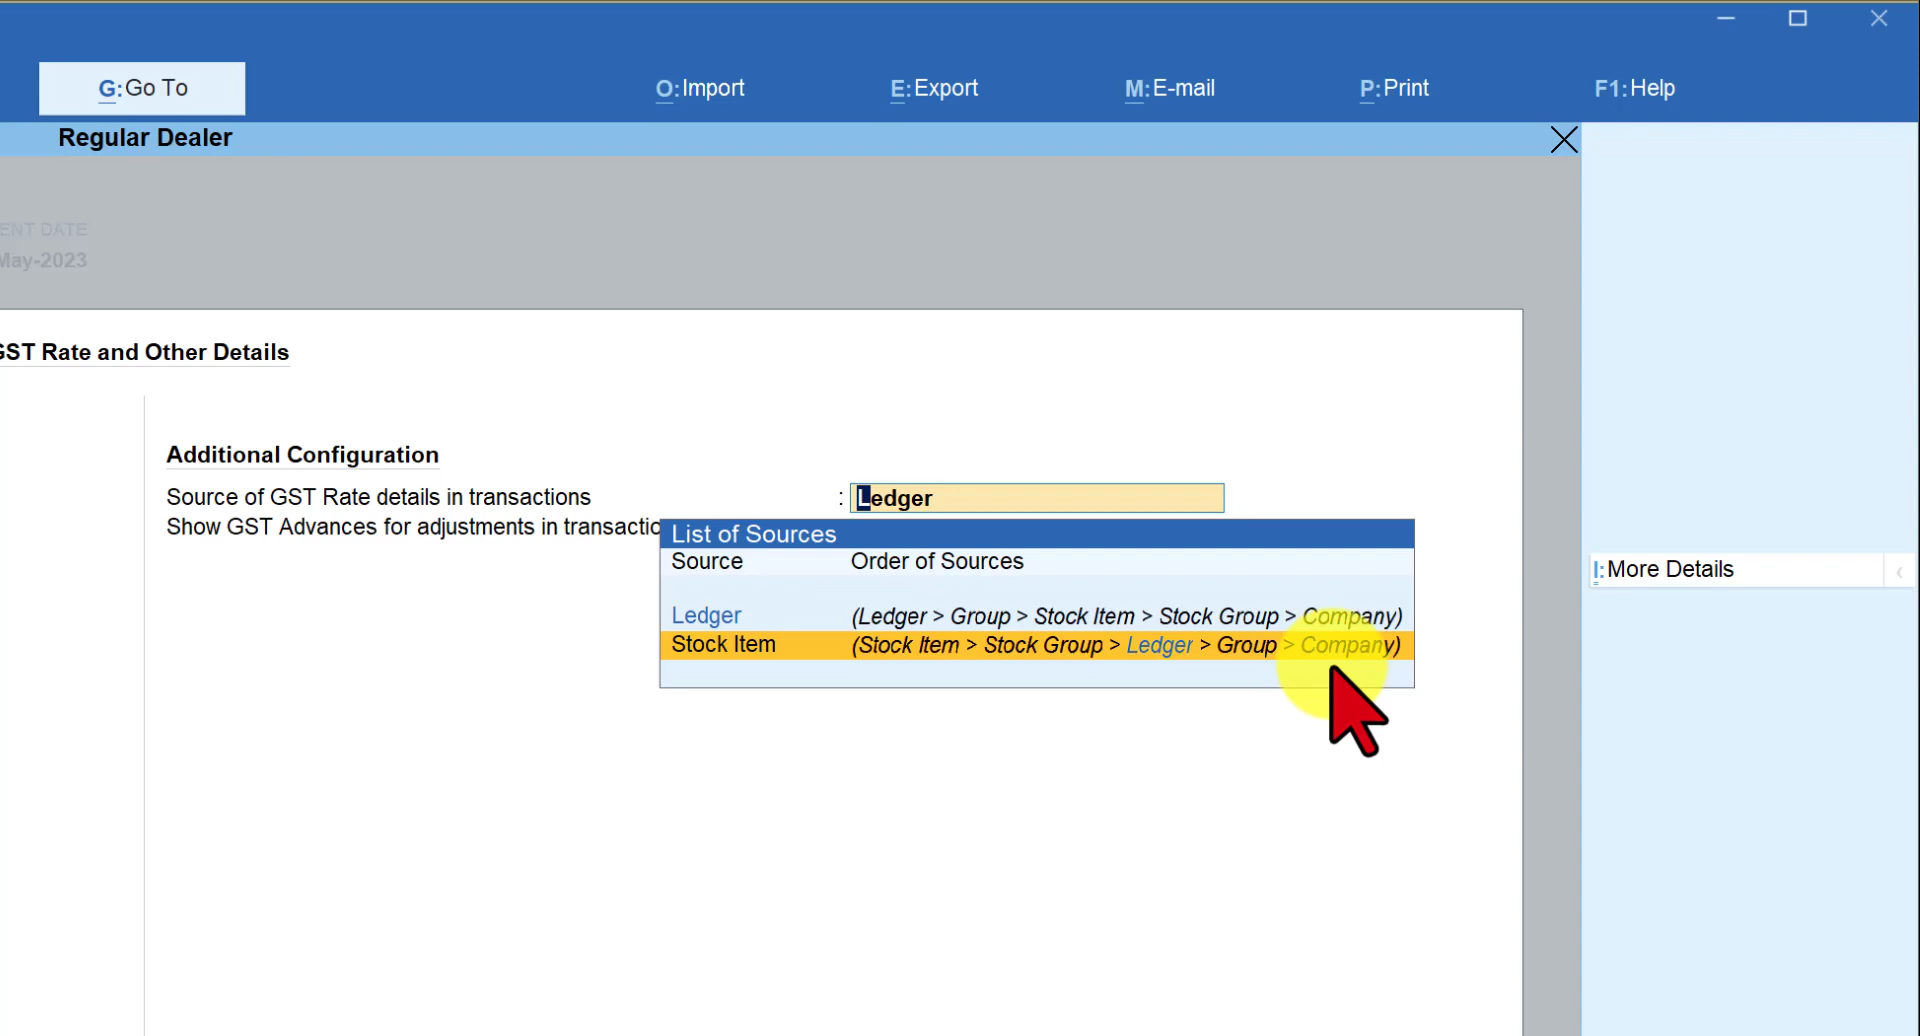 G:Go To
O:Import
E:Export
M:E-mail
P:Print
F1:Help
Regular Dealer
ENT DATE
May-2023
GST Rate and Other Details
Additional Configuration
Source of GST Rate details in transactions : Ledger
Show GST Advances for adjustments in transactio
List of Sources
Source Order of Sources
Ledger (Ledger > Group > Stock Item > Stock Group > Company)
Stock Item (Stock Item > Stock Group > Ledger > Group > Company)
I:More Details